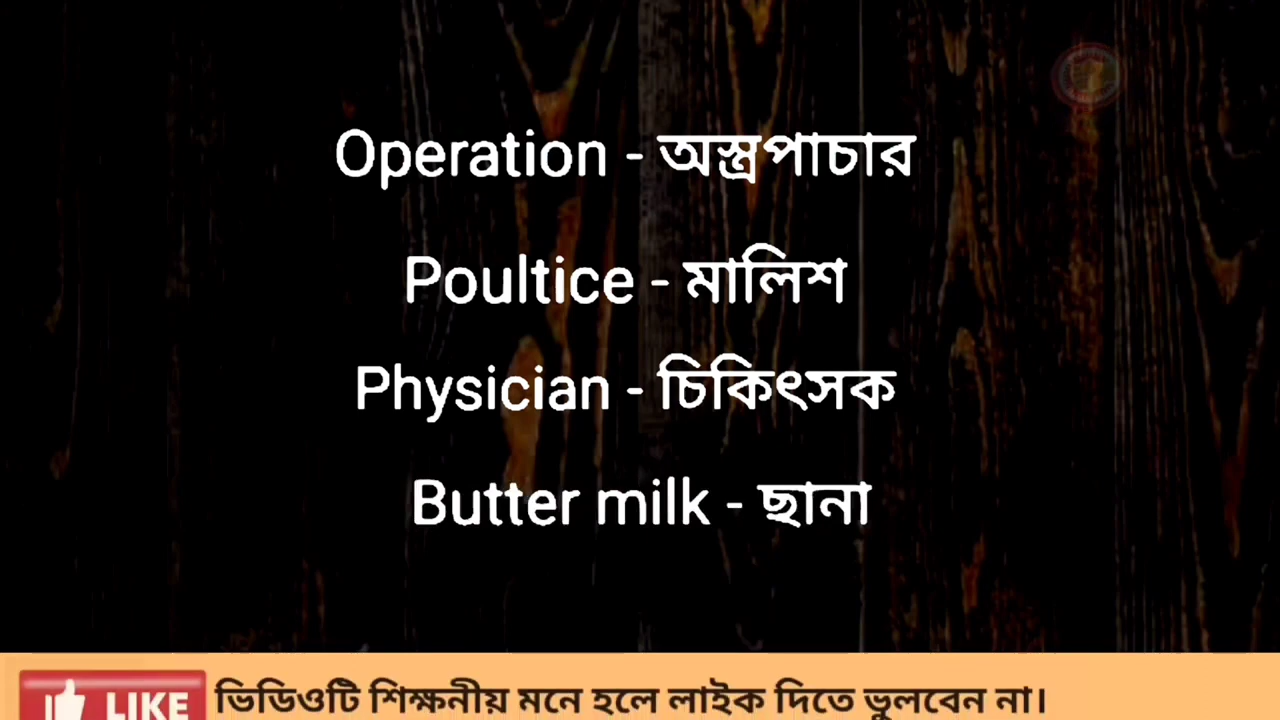 Operation - অস্ত্রপাচার
Poultice - মালিশ
Physician - চিকিৎসক
Butter milk - ছানা
LIKE ভিডিওটি শিক্ষনীয় মনে হলে লাইক দিতে ভুলবেন না।